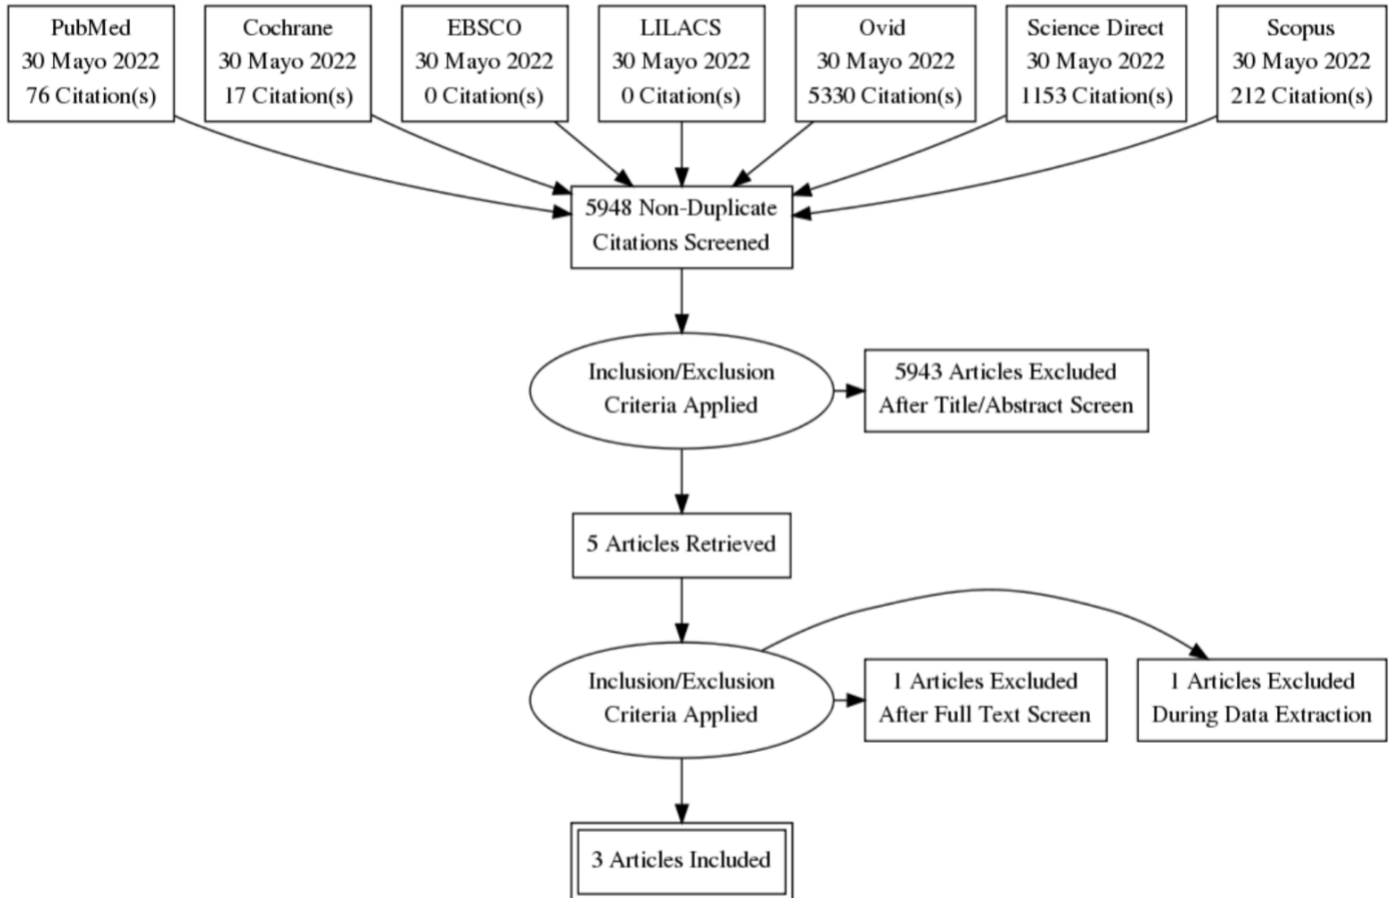 PubMed
30 Mayo 2022
76 Citation(s)
Cochrane
30 Mayo 2022
17 Citation(s)
EBSCO
30 Mayo 2022
0 Citation(s)
LILACS
30 Mayo 2022
0 Citation(s)
Ovid
30 Mayo 2022
5330 Citation(s)
Science Direct
30 Mayo 2022
1153 Citation(s)
Scopus
30 Mayo 2022
212 Citation(s)
5948 Non-Duplicate
Citations Screened
Inclusion/Exclusion
Criteria Applied
5943 Articles Excluded
After Title/Abstract Screen
5 Articles Retrieved
Inclusion/Exclusion
Criteria Applied
1 Articles Excluded
After Full Text Screen
1 Articles Excluded
During Data Extraction
3 Articles Included